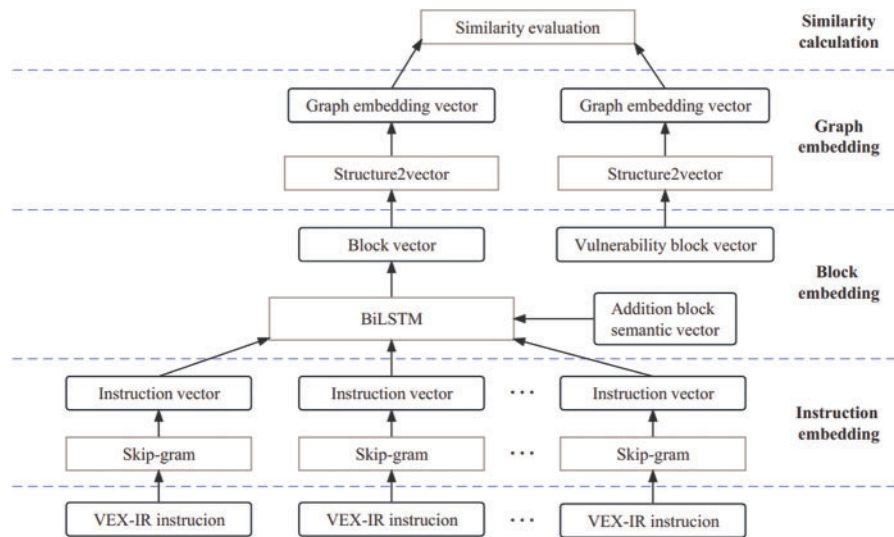 Similarity evaluation
Similarity
calculation
Graph embedding vector
Graph embedding vector
Graph
embedding
Structure2vector
Structure2vector
Block vector
Vulnerability block vector
Block
embedding
BiLSTM
Addition block
semantic vector
Instruction vector
Instruction vector
...
Instruction vector
Instruction
embedding
Skip-gram
Skip-gram
...
Skip-gram
VEX-IR instrucion
VEX-IR instrucion
...
VEX-IR instrucion